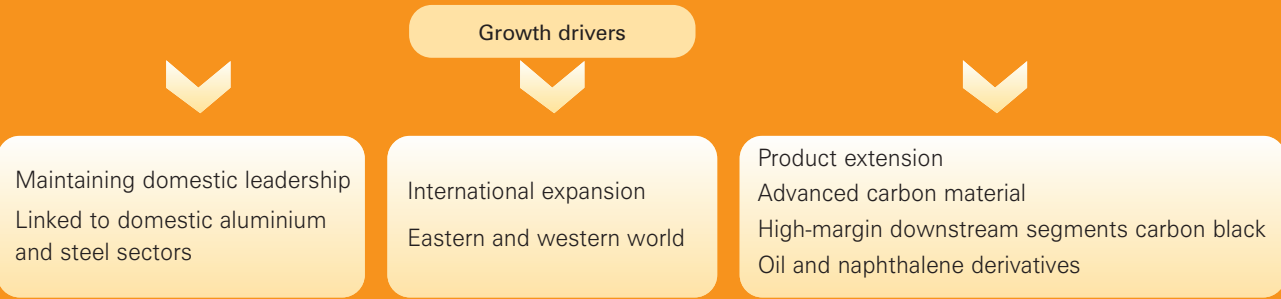 Growth drivers
Maintaining domestic leadership
Linked to domestic aluminium
and steel sectors
International expansion
Eastern and western world
Product extension
Advanced carbon material
High-margin downstream segments carbon black
Oil and naphthalene derivatives